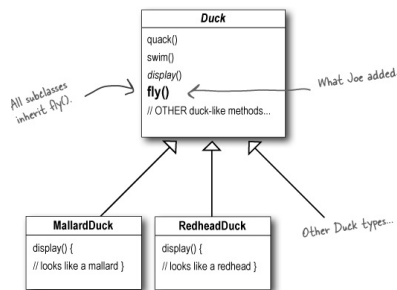 Duck
quack()
swim()
display()
fly()
// OTHER duck-like methods...
All subclasses
inherit fly().
What Joe added
MallardDuck
display() {
// looks like a mallard }
RedheadDuck
display() {
// looks like a redhead }
Other Duck types...